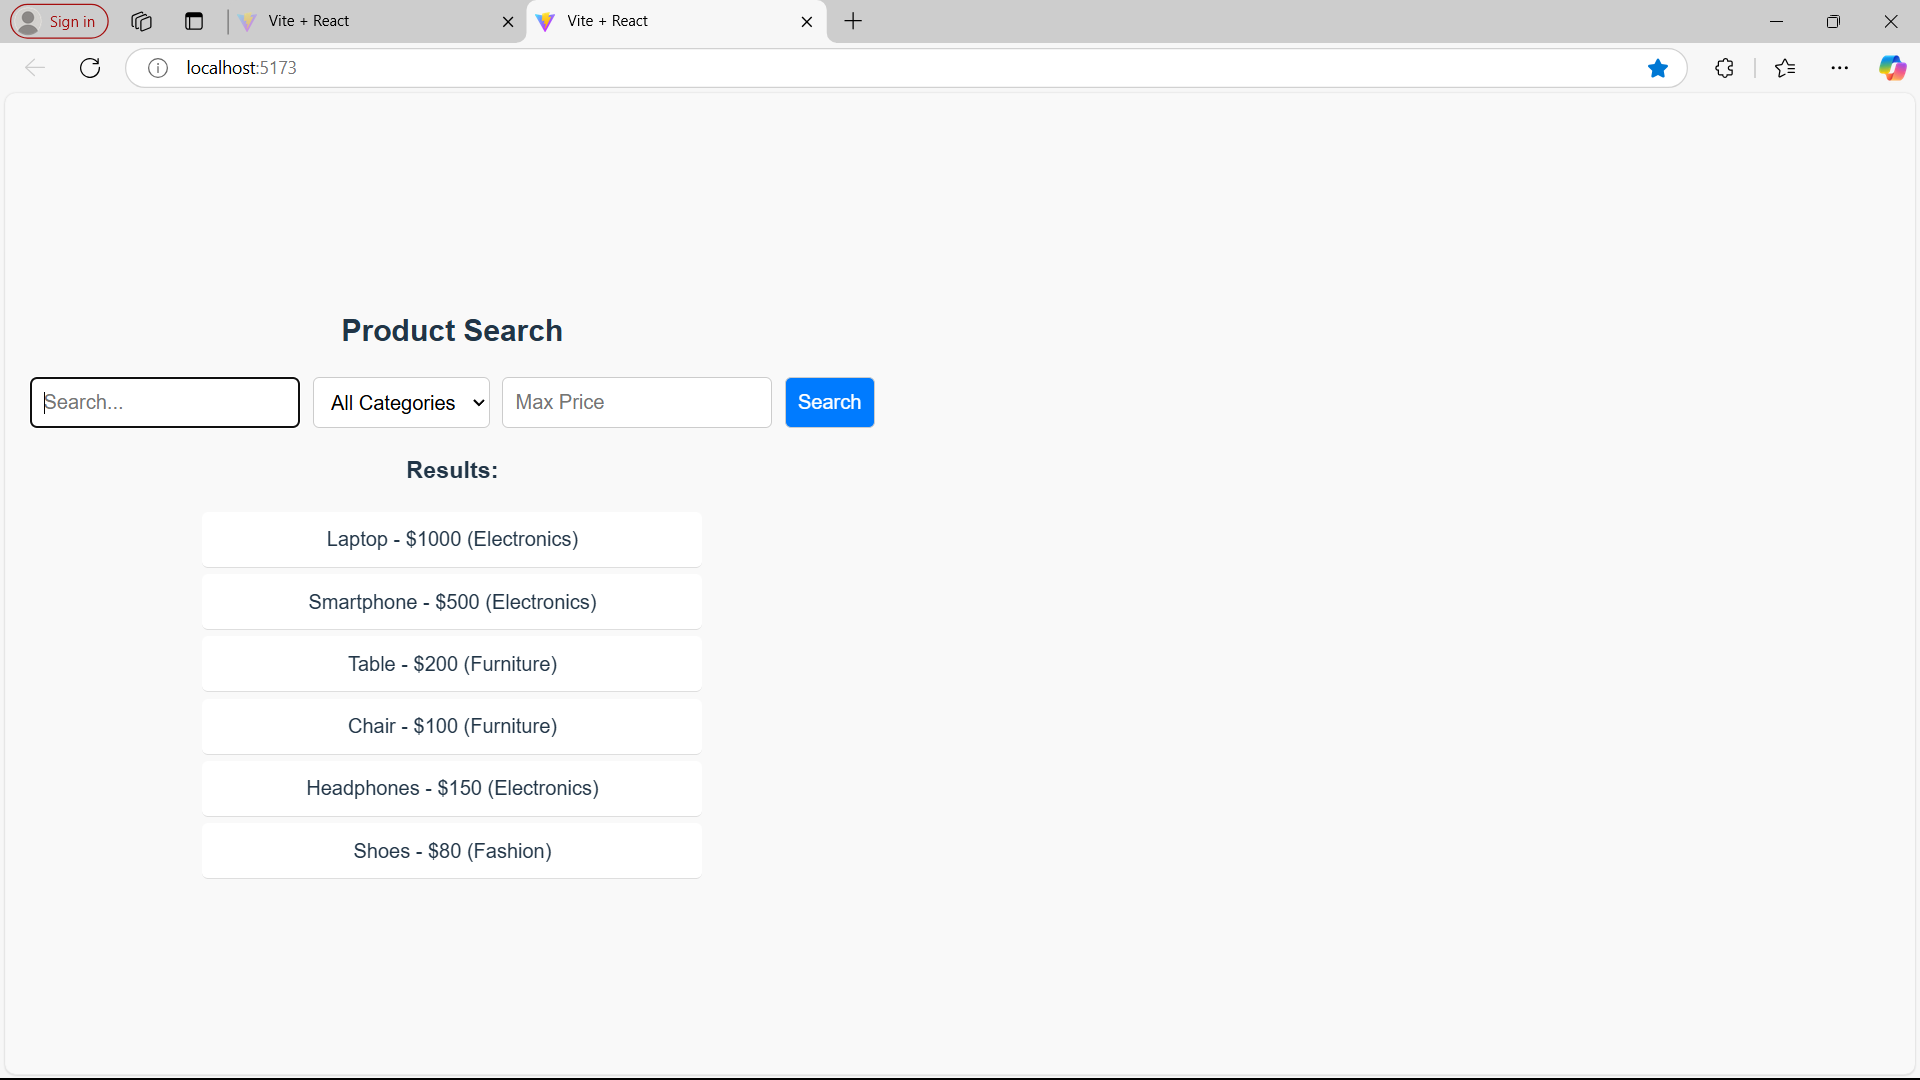 Sign in
Vite + React
Vite + React
localhost:5173
Product Search
Search...
All Categories
Max Price
Search
Results:
Laptop - $1000 (Electronics)
Smartphone - $500 (Electronics)
Table - $200 (Furniture)
Chair - $100 (Furniture)
Headphones - $150 (Electronics)
Shoes - $80 (Fashion)